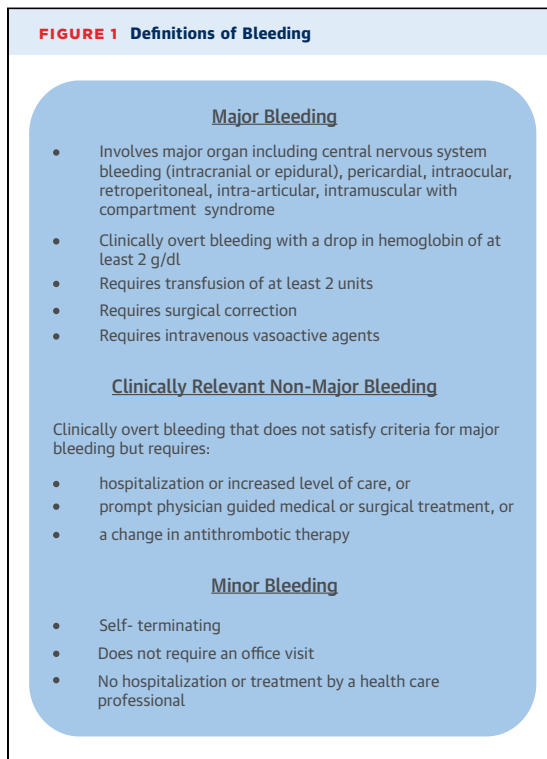 FIGURE 1 Definitions of Bleeding
Major Bleeding
• Involves major organ including central nervous system
bleeding (intracranial or epidural), pericardial, intraocular,
retroperitoneal, intra-articular, intramuscular with
compartment syndrome
• Clinically overt bleeding with a drop in hemoglobin of at
least 2 g/dl
• Requires transfusion of at least 2 units
• Requires surgical correction
• Requires intravenous vasoactive agents
Clinically Relevant Non-Major Bleeding
Clinically overt bleeding that does not satisfy criteria for major
bleeding but requires:
• hospitalization or increased level of care, or
• prompt physician guided medical or surgical treatment, or
• a change in antithrombotic therapy
Minor Bleeding
• Self- terminating
• Does not require an office visit
• No hospitalization or treatment by a health care
professional